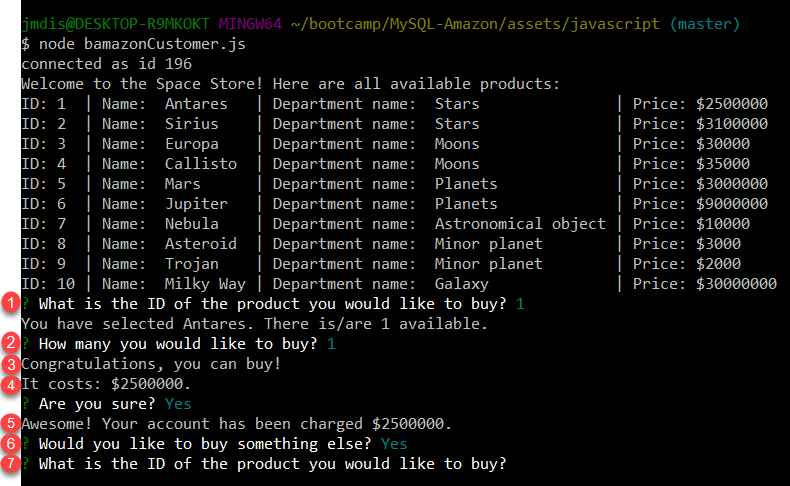 jmdis@DESKTOP-R9MKOKT MINGW64 ~/bootcamp/MySQL-Amazon/assets/javascript (master)
$ node bamazonCustomer.js
connected as id 196
Welcome to the Space Store! Here are all available products:
ID: 1  | Name:  Antares   | Department name:  Stars               | Price: $2500000
ID: 2  | Name:  Sirius    | Department name:  Stars               | Price: $3100000
ID: 3  | Name:  Europa    | Department name:  Moons               | Price: $30000
ID: 4  | Name:  Callisto  | Department name:  Moons               | Price: $35000
ID: 5  | Name:  Mars      | Department name:  Planets             | Price: $3000000
ID: 6  | Name:  Jupiter   | Department name:  Planets             | Price: $9000000
ID: 7  | Name:  Nebula    | Department name:  Astronomical object | Price: $10000
ID: 8  | Name:  Asteroid  | Department name:  Minor planet        | Price: $3000
ID: 9  | Name:  Trojan    | Department name:  Minor planet        | Price: $2000
ID: 10 | Name:  Milky Way | Department name:  Galaxy              | Price: $30000000
1 ? What is the ID of the product you would like to buy? 1
You have selected Antares. There is/are 1 available.
2 ? How many you would like to buy? 1
3 Congratulations, you can buy!
4 It costs: $2500000.
? Are you sure? Yes
5 Awesome! Your account has been charged $2500000.
6 ? Would you like to buy something else? Yes
7 ? What is the ID of the product you would like to buy?